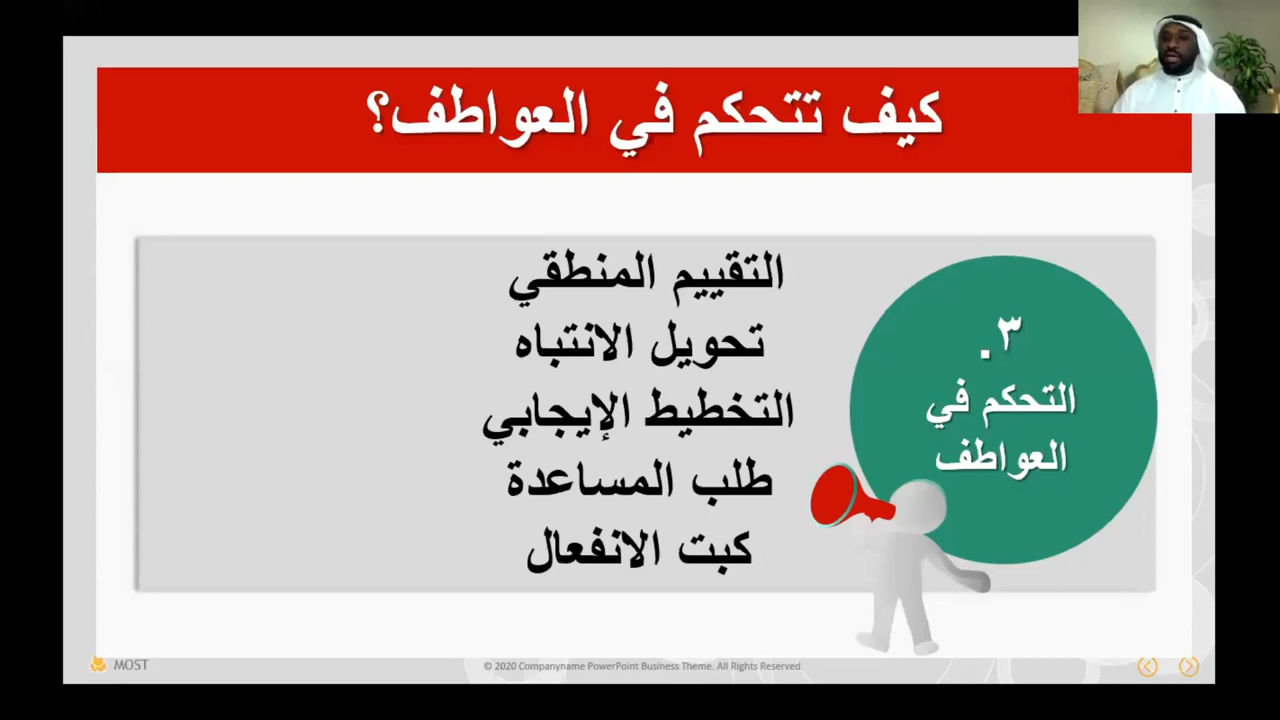 كيف تتحكم في العواطف؟
٣
.
التحكم في
العواطف
التقييم المنطقي
تحويل الانتباه
التخطيط الإيجابي
طلب المساعدة
كبت الانفعال
MOST
© 2020 Companyname PowerPoint Business Theme. All Rights Reserved.